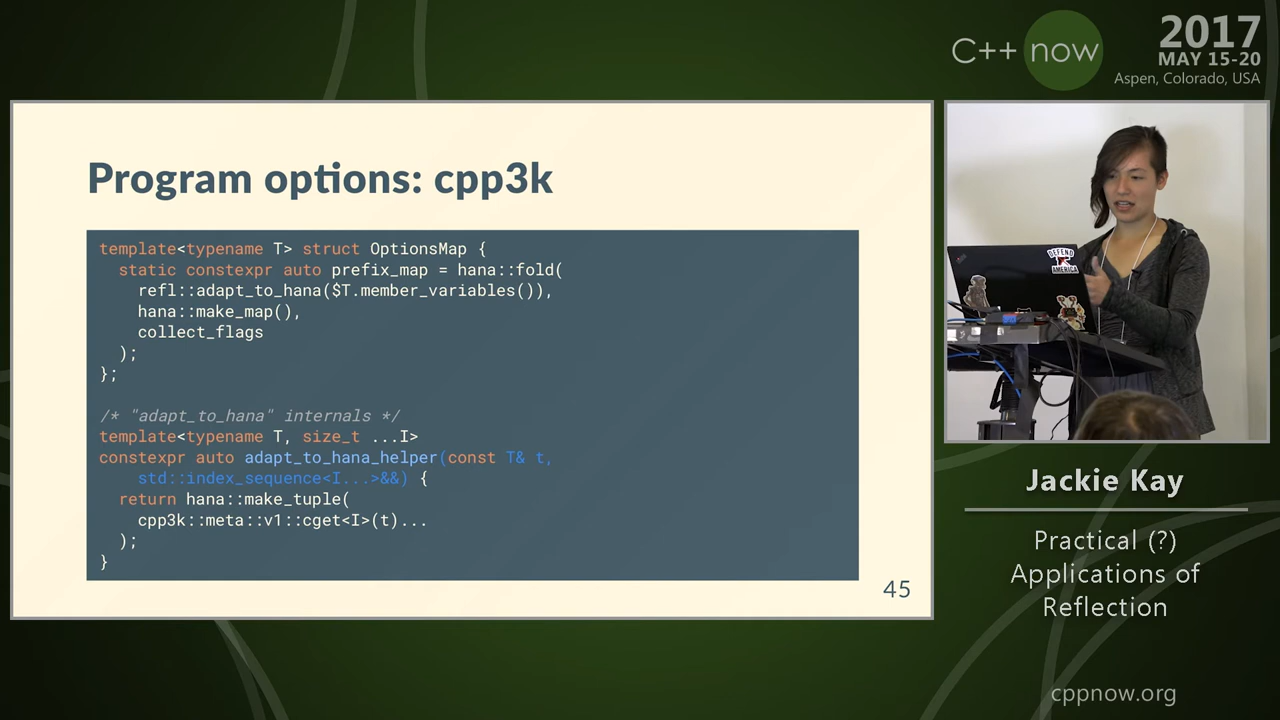 C++ now
2017
MAY 15-20
Aspen, Colorado, USA
Program options: cpp3k
template<typename T> struct OptionsMap {
static constexpr auto prefix_map = hana::fold(
refl::adapt_to_hana($T.member_variables()),
hana::make_map(),
collect_flags
);
};
/* "adapt_to_hana" internals */
template<typename T, size_t ...I>
constexpr auto adapt_to_hana_helper(const T& t,
std::index_sequence<I...>&&) {
return hana::make_tuple(
cpp3k::meta::v1::cget<I>(t)...
);
}
45
DEFEND
AMERICA
Jackie Kay
Practical (?)
Applications of
Reflection
cppnow.org